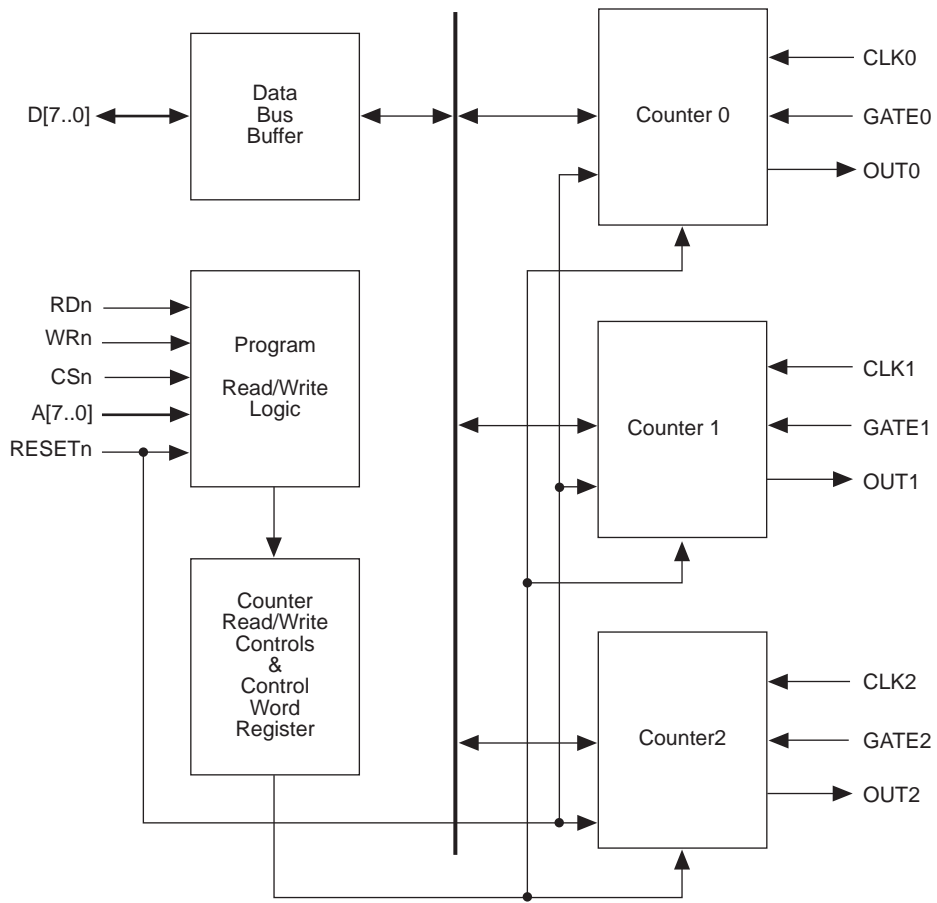 D[7..0]
Data
Bus
Buffer
Counter 0
CLK0
GATE0
OUT0
RDn
WRn
CSn
A[7..0]
RESETn
Program
Read/Write
Logic
Counter 1
CLK1
GATE1
OUT1
Counter
Read/Write
Controls
&
Control
Word
Register
Counter2
CLK2
GATE2
OUT2